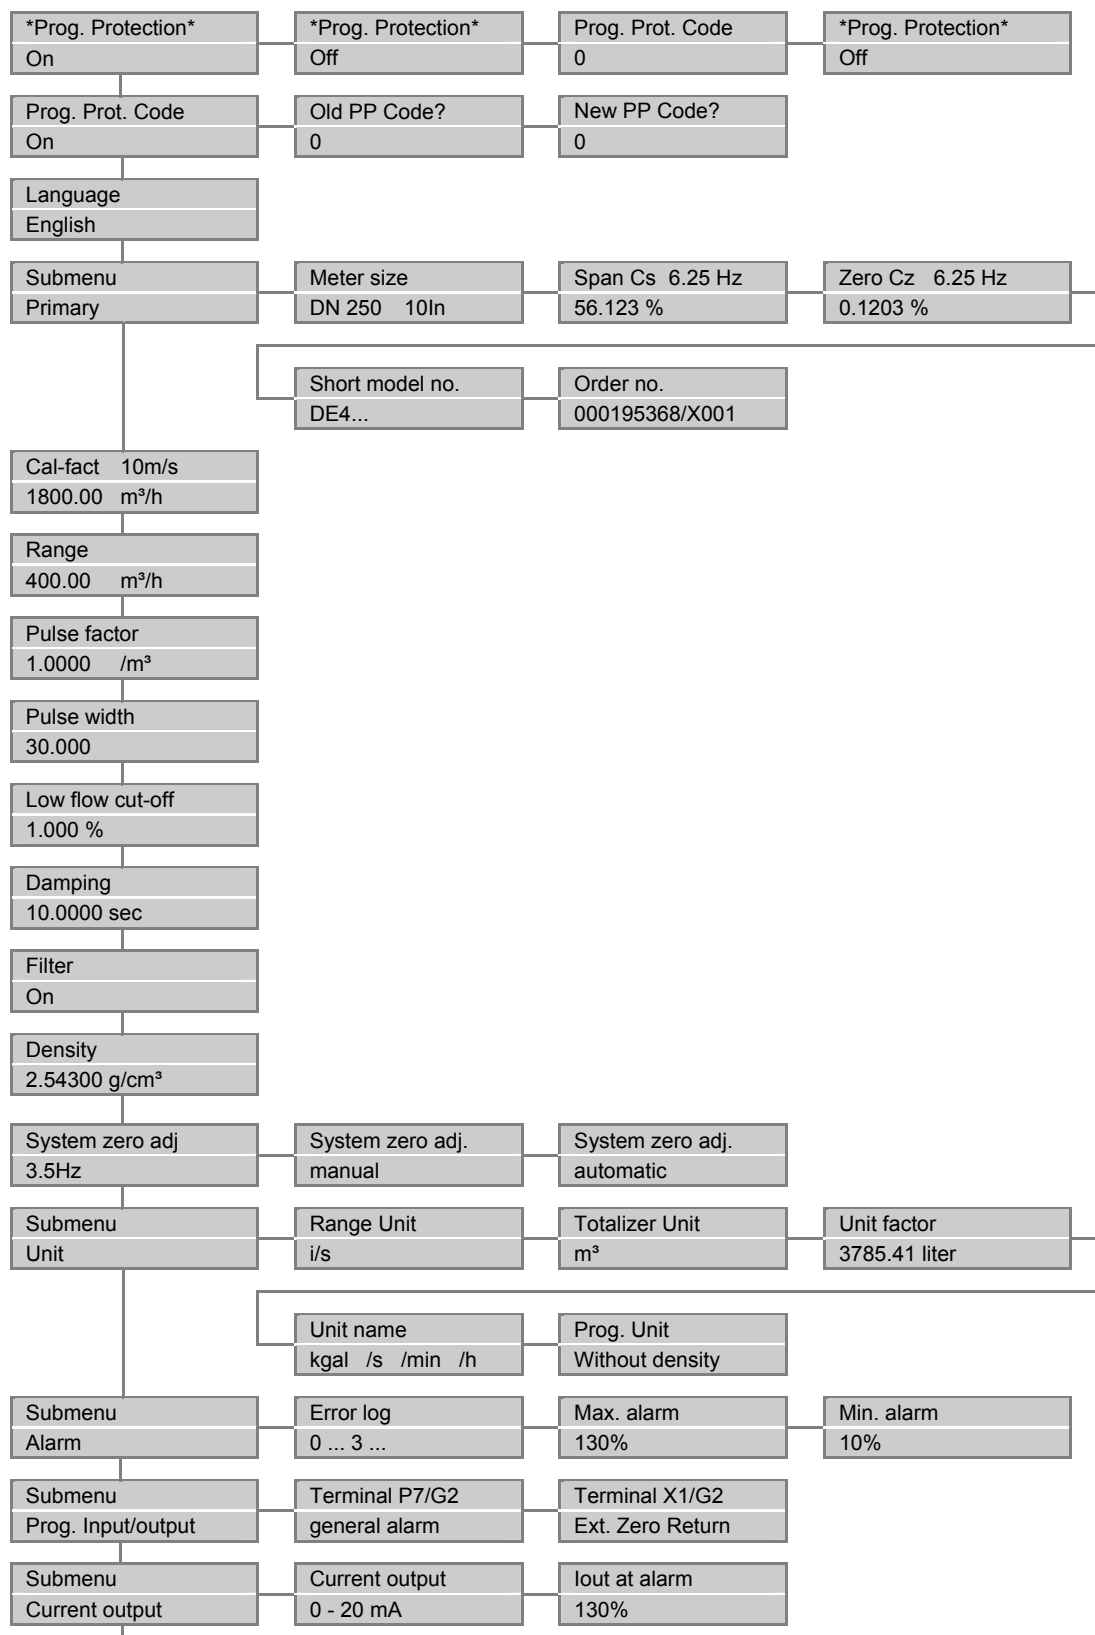 *Prog. Protection*
On
*Prog. Protection*
Off
Prog. Prot. Code
0
*Prog. Protection*
Off
Prog. Prot. Code
On
Old PP Code?
0
New PP Code?
0
Language
English
Submenu
Primary
Meter size
DN 250 10In
Span Cs 6.25 Hz
56.123 %
Zero Cz 6.25 Hz
0.1203 %
Short model no.
DE4...
Order no.
000195368/X001
Cal-fact 10m/s
1800.00 m³/h
Range
400.00 m³/h
Pulse factor
1.0000 /m³
Pulse width
30.000
Low flow cut-off
1.000 %
Damping
10.0000 sec
Filter
On
Density
2.54300 g/cm³
System zero adj
3.5Hz
System zero adj.
manual
System zero adj.
automatic
Submenu
Unit
Range Unit
i/s
Totalizer Unit
m³
Unit factor
3785.41 liter
Unit name
kgal /s /min /h
Prog. Unit
Without density
Submenu
Alarm
Error log
0 ... 3 ...
Max. alarm
130%
Min. alarm
10%
Submenu
Prog. Input/output
Terminal P7/G2
general alarm
Terminal X1/G2
Ext. Zero Return
Submenu
Current output
Current output
0 - 20 mA
Iout at alarm
130%